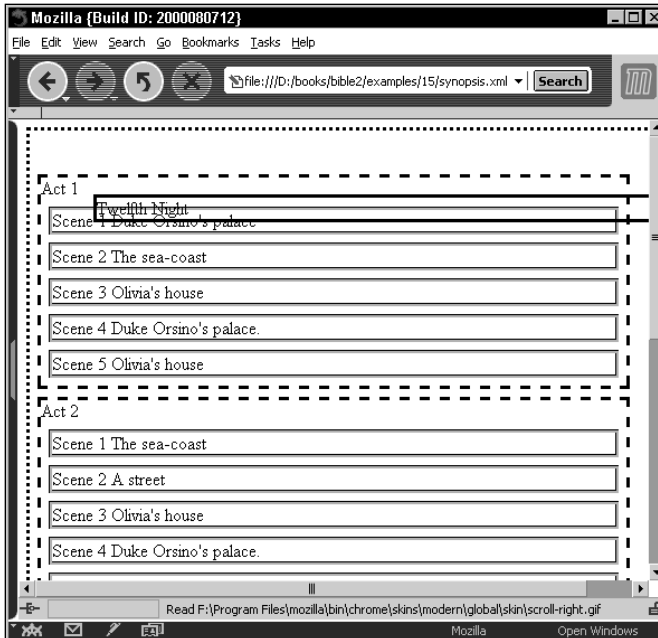 Mozilla {Build ID: 2000080712}
File Edit View Search Go Bookmarks Tasks Help
file:///D:/books/bible2/examples/15/synopsis.xml Search
Act 1
Twelfth Night
Scene 1 Duke Orsino's palace
Scene 2 The sea-coast
Scene 3 Olivia's house
Scene 4 Duke Orsino's palace.
Scene 5 Olivia's house
Act 2
Scene 1 The sea-coast
Scene 2 A street
Scene 3 Olivia's house
Scene 4 Duke Orsino's palace.
Read F:\Program Files\mozilla\bin\chrome\skins\modern\global\skin\scroll-right.gif
Mozilla Open Windows